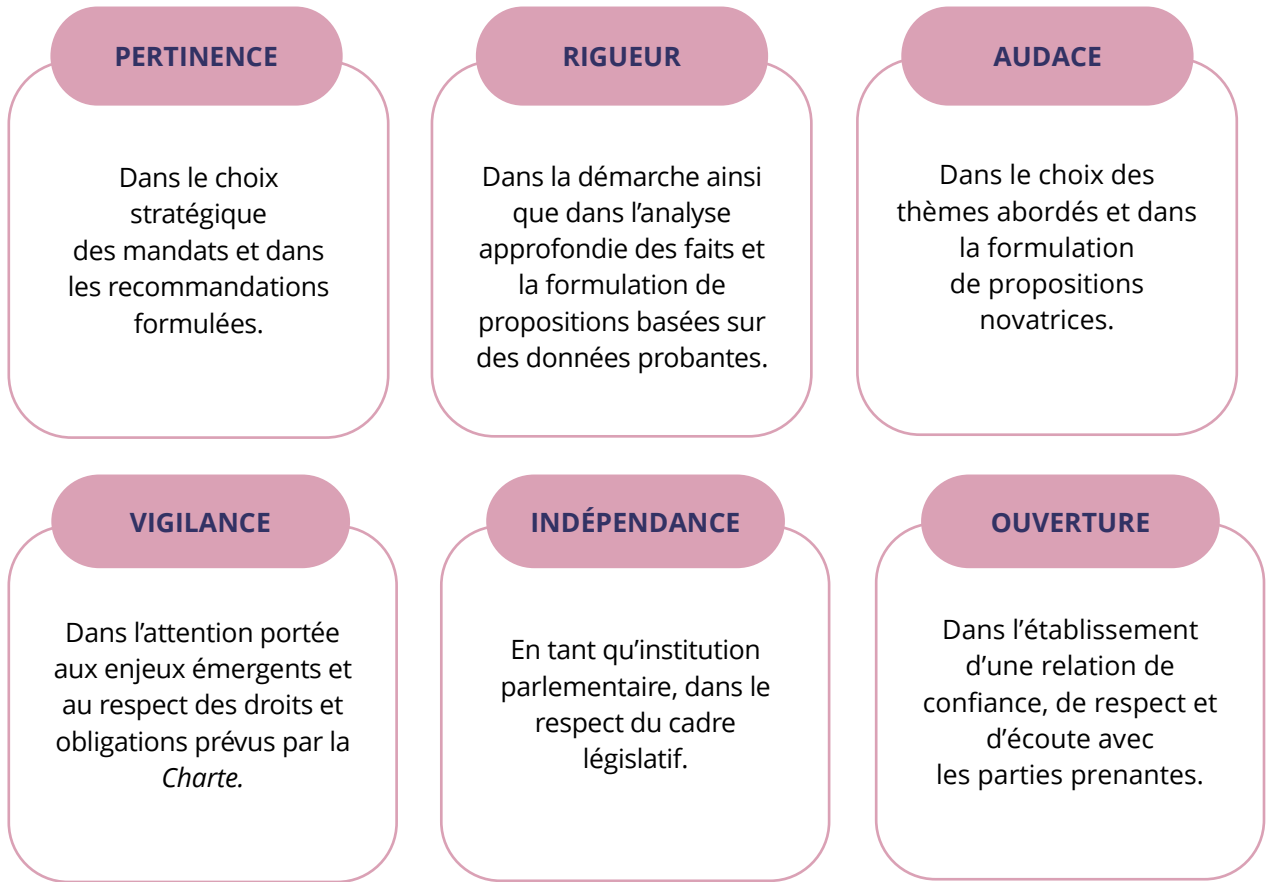 PERTINENCE
Dans le choix
stratégique
des mandats et dans
les recommandations
formulées.
RIGUEUR
Dans la démarche ainsi
que dans l’analyse
approfondie des faits et
la formulation de
propositions basées sur
des données probantes.
AUDACE
Dans le choix des
thèmes abordés et dans
la formulation
de propositions
novatrices.
VIGILANCE
Dans l’attention portée
aux enjeux émergents et
au respect des droits et
obligations prévus par la
Charte.
INDÉPENDANCE
En tant qu’institution
parlementaire, dans le
respect du cadre
législatif.
OUVERTURE
Dans l’établissement
d’une relation de
confiance, de respect et
d’écoute avec
les parties prenantes.